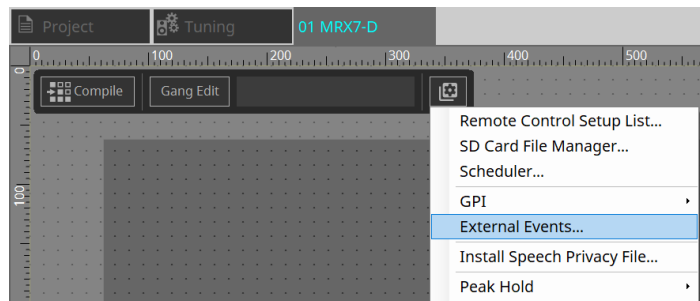 Project
Tuning
01 MRX7-D
0
100
200
300
400
500
0
Compile
Gang Edit
Remote Control Setup List...
SD Card File Manager...
Scheduler...
GPI
External Events...
Install Speech Privacy File...
Peak Hold
100